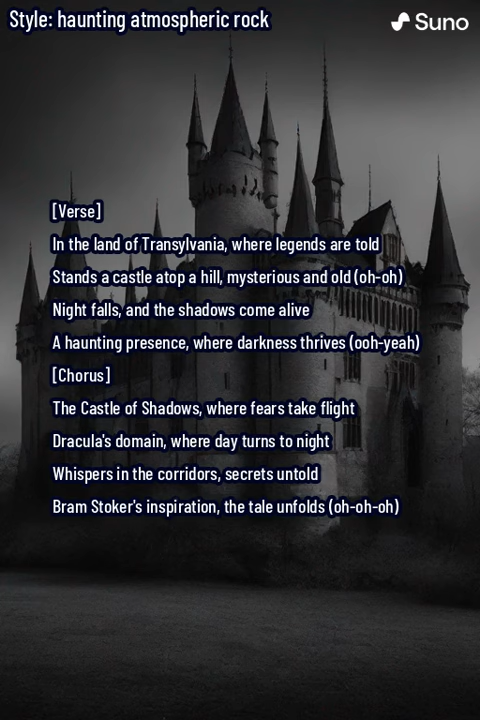 Style: haunting atmospheric rock
Suno
[Verse]
In the land of Transylvania, where legends are told
Stands a castle atop a hill, mysterious and old (oh-oh)
Night falls, and the shadows come alive
A haunting presence, where darkness thrives (ooh-yeah)
[Chorus]
The Castle of Shadows, where fears take flight
Dracula's domain, where day turns to night
Whispers in the corridors, secrets untold
Bram Stoker's inspiration, the tale unfolds (oh-oh-oh)